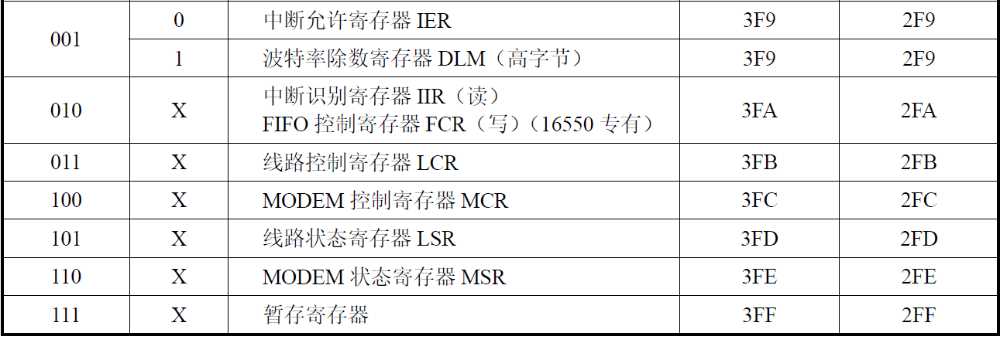 001 0 中断允许寄存器 IER 3F9 2F9
1 波特率除数寄存器 DLM（高字节） 3F9 2F9
010 X 中断识别寄存器 IIR（读） 3FA 2FA
FIFO 控制寄存器 FCR（写）（16550 专有）
011 X 线路控制寄存器 LCR 3FB 2FB
100 X MODEM 控制寄存器 MCR 3FC 2FC
101 X 线路状态寄存器 LSR 3FD 2FD
110 X MODEM 状态寄存器 MSR 3FE 2FE
111 X 暂存寄存器 3FF 2FF